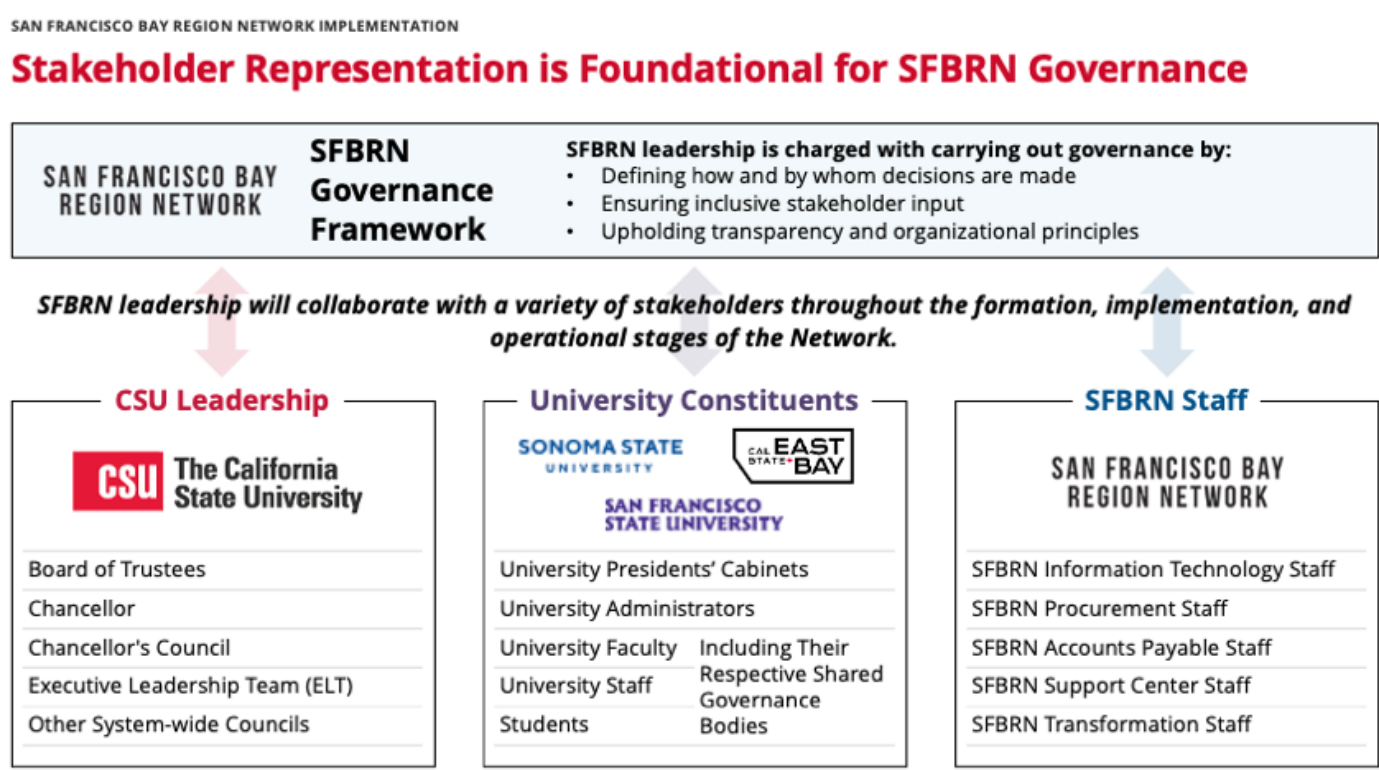 SAN FRANCISCO BAY REGION NETWORK IMPLEMENTATION
Stakeholder Representation is Foundational for SFBRN Governance
SAN FRANCISCO BAY
REGION NETWORK
SFBRN
Governance
Framework
SFBRN leadership is charged with carrying out governance by:
• Defining how and by whom decisions are made
• Ensuring inclusive stakeholder input
• Upholding transparency and organizational principles
SFBRN leadership will collaborate with a variety of stakeholders throughout the formation, implementation, and
operational stages of the Network.
CSU Leadership
CSU
The California
State University
Board of Trustees
Chancellor
Chancellor's Council
Executive Leadership Team (ELT)
Other System-wide Councils
University Constituents
SONOMA STATE
UNIVERSITY
CAL STATE EAST BAY
SAN FRANCISCO
STATE UNIVERSITY
University Presidents’ Cabinets
University Administrators
University Faculty
University Staff
Students
Including Their
Respective Shared
Governance
Bodies
SFBRN Staff
SAN FRANCISCO BAY
REGION NETWORK
SFBRN Information Technology Staff
SFBRN Procurement Staff
SFBRN Accounts Payable Staff
SFBRN Support Center Staff
SFBRN Transformation Staff